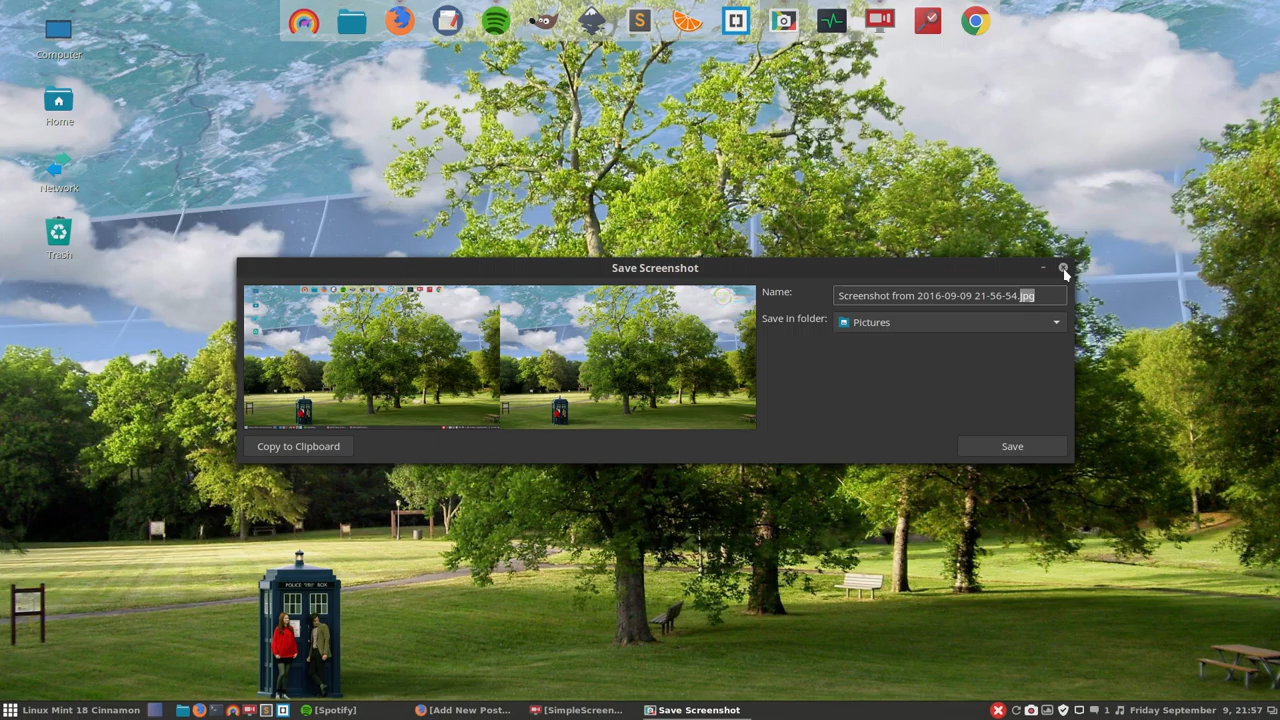 Computer
Home
Network
Trash
Save Screenshot
Name:
Screenshot from 2016-09-09 21-56-54.jpg
Save in folder:
Pictures
Copy to Clipboard
Save
POLICE BOX
Linux Mint 18 Cinnamon
[Spotify]
[Add New Post...
[SimpleScreen...
Save Screenshot
1
Friday September 9, 21:57